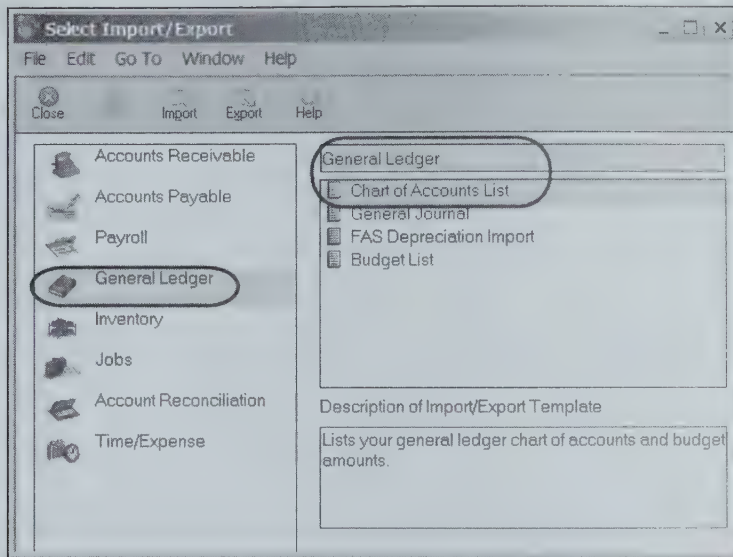 Select Import/Export
File Edit Go To Window Help
Close Import Export Help
Accounts Receivable
Accounts Payable
Payroll
General Ledger
Inventory
Jobs
Account Reconciliation
Time/Expense
General Ledger
Chart of Accounts List
General Journal
FAS Depreciation Import
Budget List
Description of Import/Export Template
Lists your general ledger chart of accounts and budget
amounts.